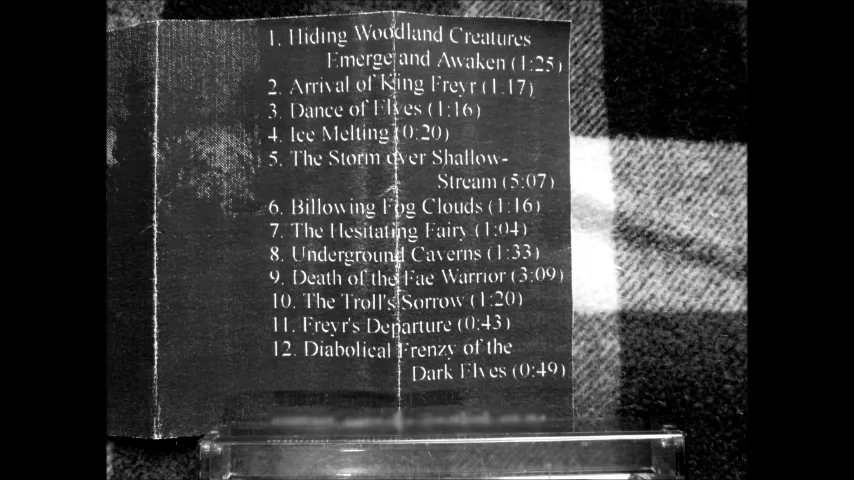 1. Hiding Woodland Creatures
Emerge and Awaken (1:25)
2. Arrival of King Freyr (1:17)
3. Dance of Elves (1:16)
4. Ice Melting (0:20)
5. The Storm over Shallow-
Stream (5:07)
6. Billowing Fog Clouds (1:16)
7. The Hesitating Fairy (1:04)
8. Underground Caverns (1:33)
9. Death of the Fae Warrior (3:09)
10. The Troll's Sorrow (1:20)
11. Freyr's Departure (0:43)
12. Diabolical Frenzy of the
Dark Elves (0:49)